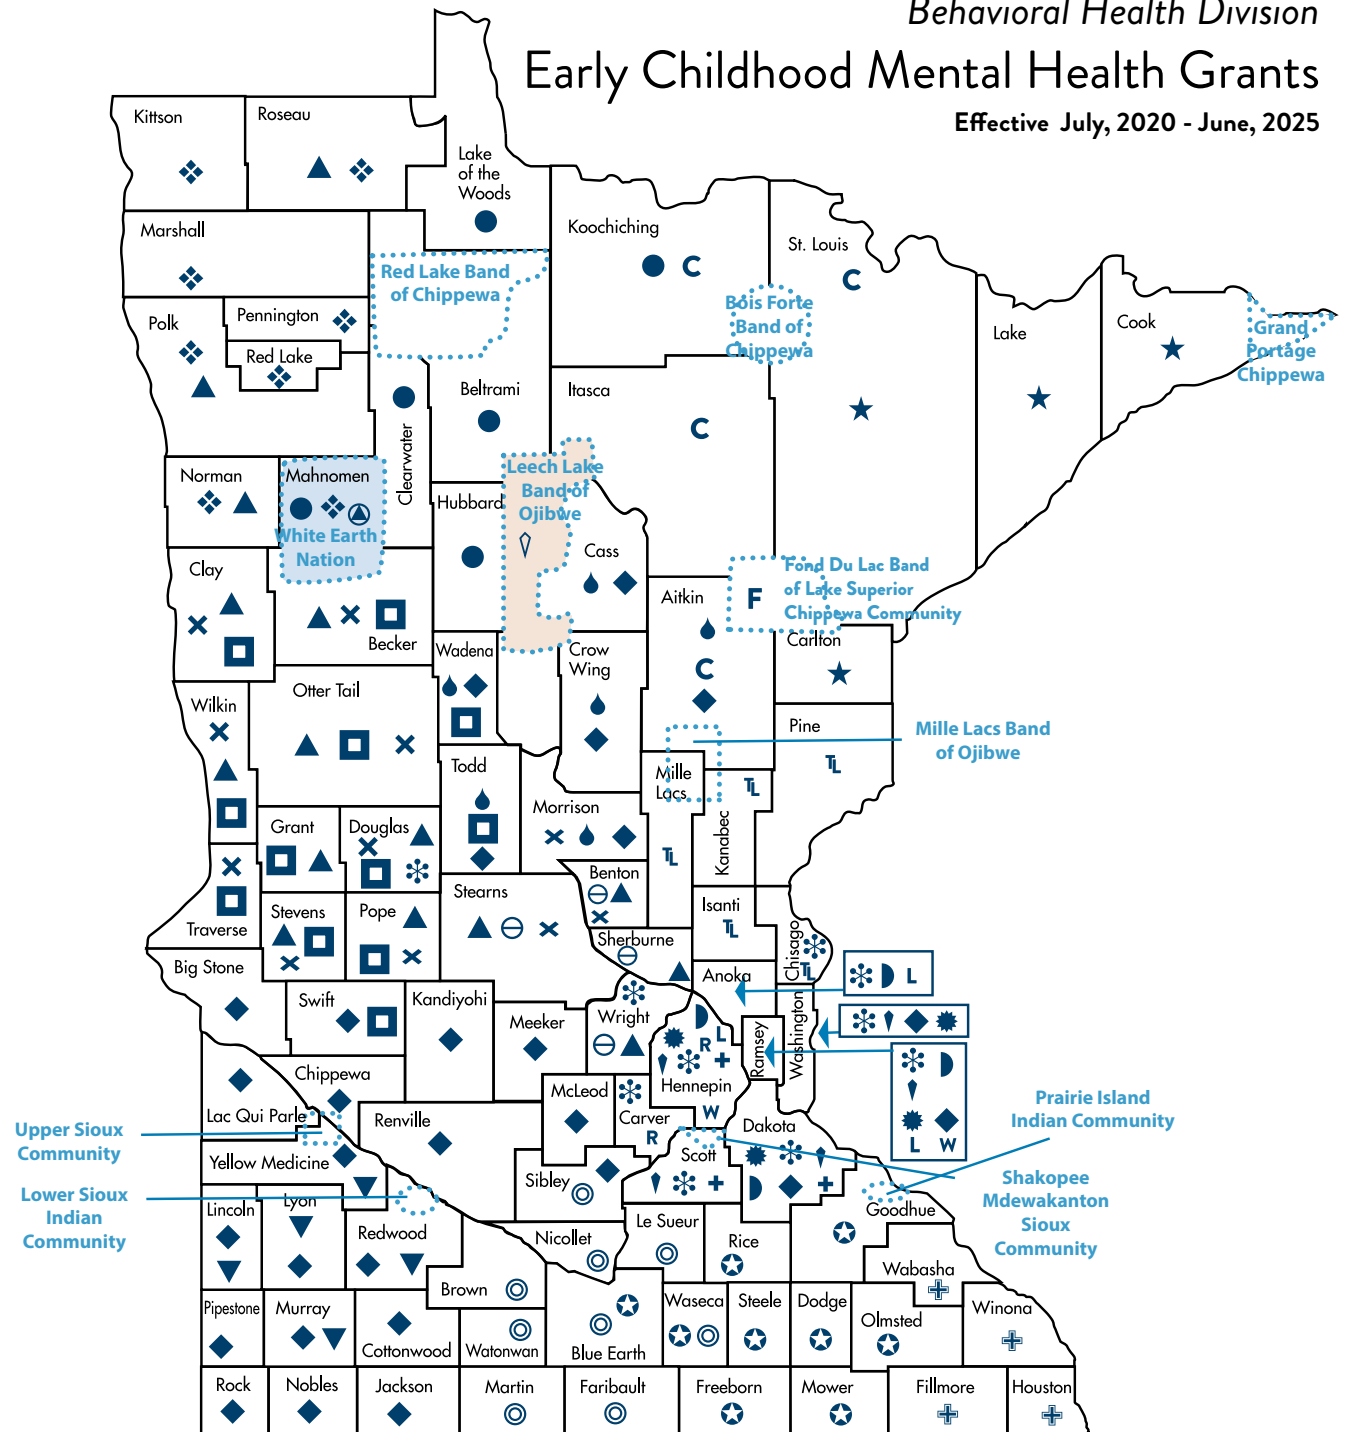 Behavioral Health Division
Early Childhood Mental Health Grants
Effective July, 2020 - June, 2025
Kittson
Roseau
Lake
of the
Woods
Marshall
Koochiching
C
St. Louis
C
Red Lake Band
of Chippewa
Bois Forte
Band of
Chippewa
Polk
Pennington
Red Lake
Lake
Cook
Grand
Portage
Chippewa
Clearwater
Beltrami
Itasca
C
Norman
Mahnomen
White Earth
Nation
Hubbard
Leech Lake
Band of
Ojibwe
Cass
Clay
Becker
Aitkin
C
F
Fond Du Lac Band
of Lake Superior
Chippewa Community
Carlton
Wadena
Crow
Wing
Wilkin
Otter Tail
Pine
TL
Mille Lacs Band
of Ojibwe
Todd
Mille
Lacs
TL
Kanabec
TL
Morrison
Grant
Douglas
Benton
Traverse
Stevens
Pope
Stearns
Isanti
TL
Chisago
TL
Sherburne
Big Stone
Anoka
L
Swift
Kandiyohi
Meeker
Wright
Washington
Ramsey
L
R
Hennepin
W
L W
Chippewa
Lac Qui Parle
McLeod
Carver
R
Renville
Dakota
Prairie Island
Indian Community
Upper Sioux
Community
Yellow Medicine
Sibley
Scott
Shakopee
Mdewakanton
Sioux
Community
Lower Sioux
Indian
Community
Lincoln
Lyon
Redwood
Nicollet
Le Sueur
Rice
Goodhue
Brown
Wabasha
Pipestone
Murray
Cottonwood
Watonwan
Blue Earth
Waseca
Steele
Dodge
Olmsted
Winona
Rock
Nobles
Jackson
Martin
Faribault
Freeborn
Mower
Fillmore
Houston